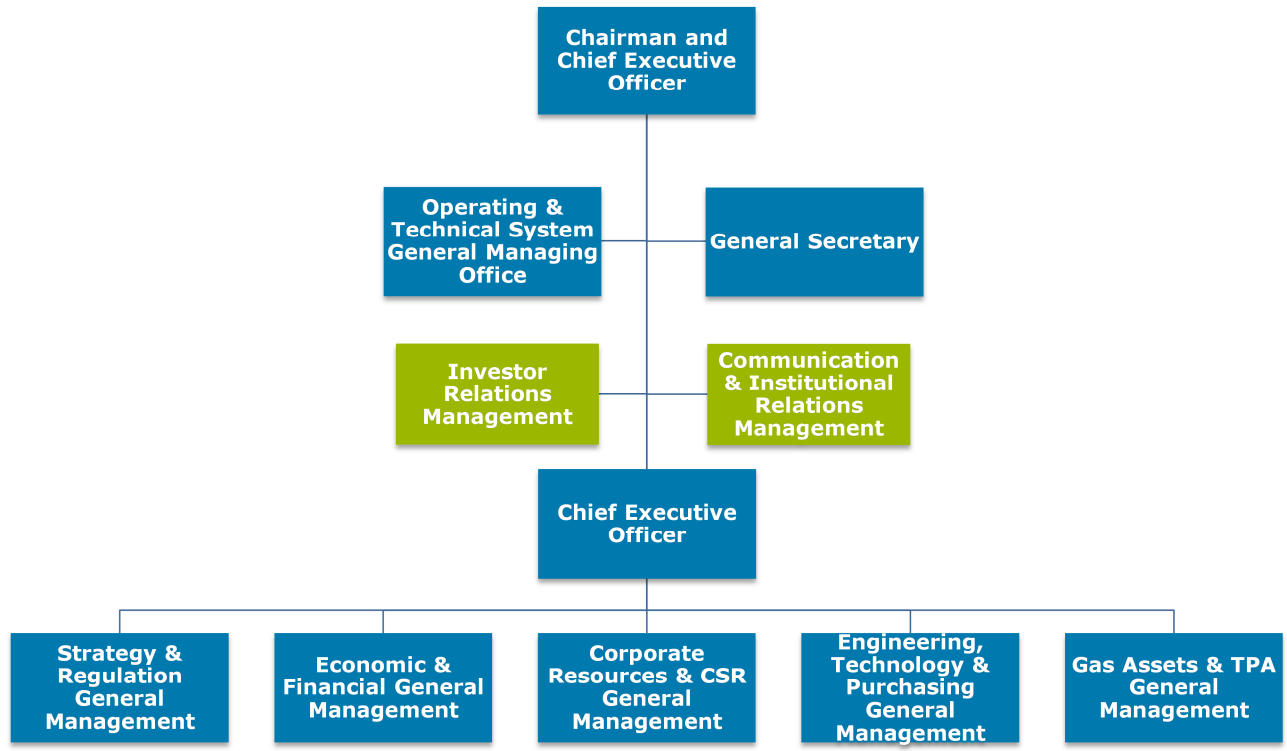 Chairman and
Chief Executive
Officer
Operating &
Technical System
General Managing
Office
General Secretary
Investor
Relations
Management
Communication
& Institutional
Relations
Management
Chief Executive
Officer
Strategy &
Regulation
General
Management
Economic &
Financial General
Management
Corporate
Resources & CSR
General
Management
Engineering,
Technology &
Purchasing
General
Management
Gas Assets & TPA
General
Management